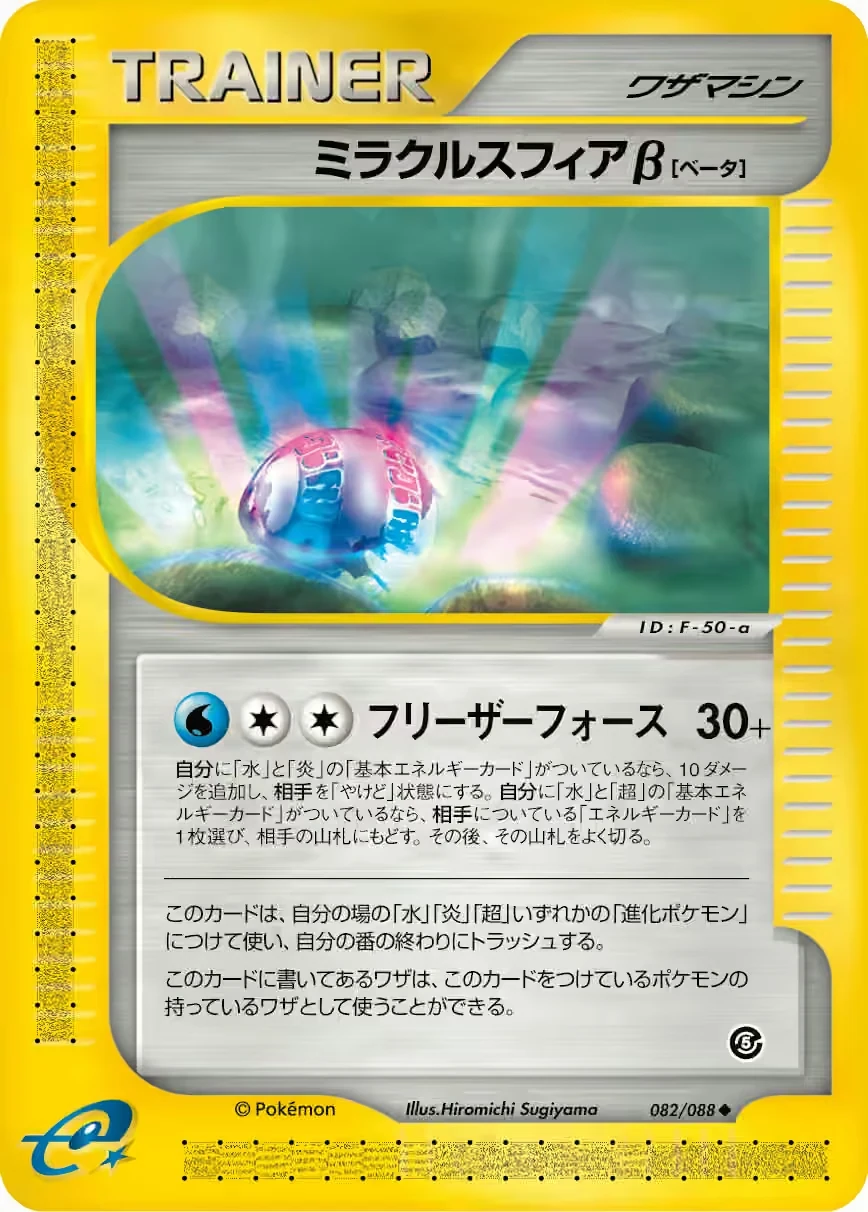 TRAINER
ワザマシン
ミラクルスフィアβ[ベータ]
ID:F-50-a
フリーザーフォース 30+
自分に「水」と「炎」の「基本エネルギーカード」がついているなら、10ダメー
ジを追加し、相手を「やけど」状態にする。自分に「水」と「超」の「基本エネ
ルギーカード」がついているなら、相手についている「エネルギーカード」を
1枚選び、相手の山札にもどす。その後、その山札をよく切る。
このカードは、自分の場の「水」「炎」「超」いずれかの「進化ポケモン」
につけて使い、自分の番の終わりにトラッシュする。
このカードに書いてあるワザは、このカードをつけているポケモンの
持っているワザとして使うことができる。
5
© Pokémon Illus.Hiromichi Sugiyama 082/088◆
e